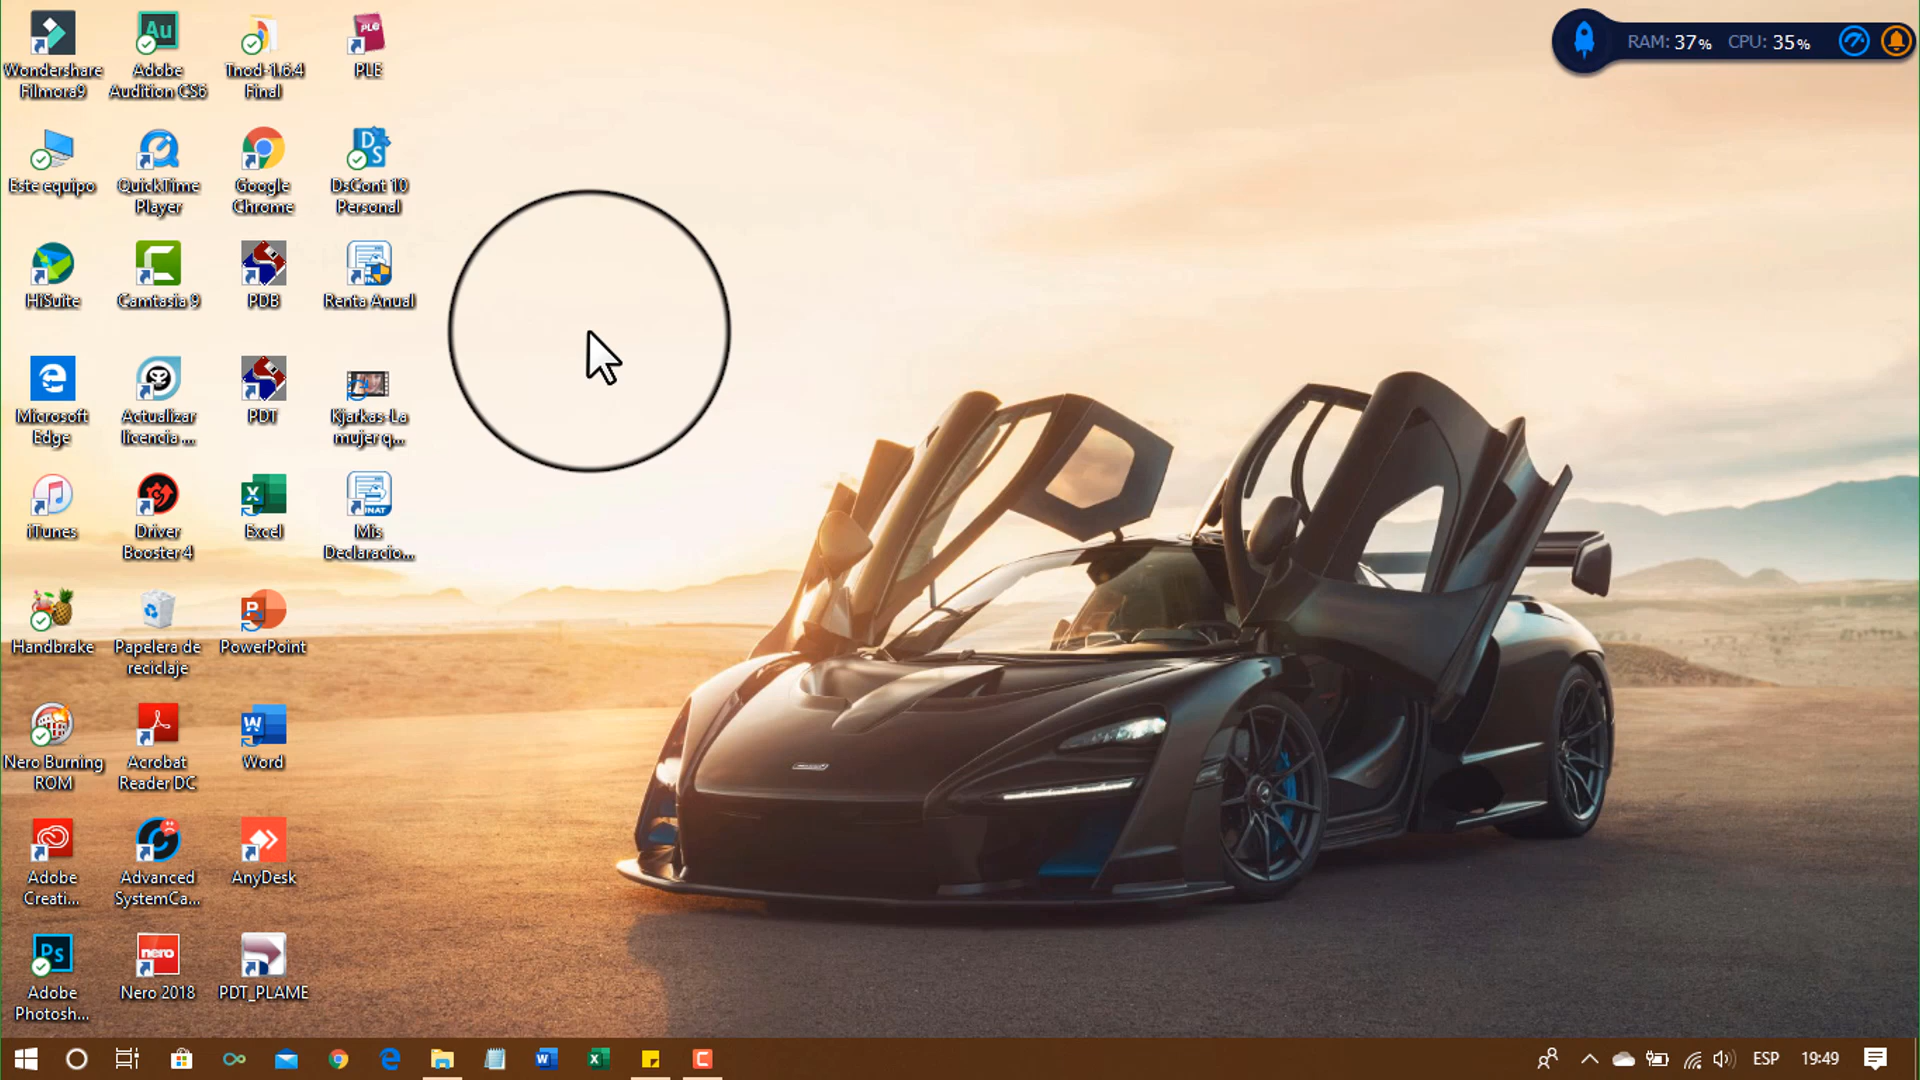 Wondershare
Filmora9
Adobe
Audition CS6
Tnod-1.6.4
Final
PLE
Este equipo
QuickTime
Player
Google
Chrome
DsCont 10
Personal
HiSuite
Camtasia 9
PDB
Renta Anual
Microsoft
Edge
Actualizar
licencia ...
PDT
Kjarkas-La
mujer q...
iTunes
Driver
Booster 4
Excel
Mis
Declaracio...
Handbrake
Papelera de
reciclaje
PowerPoint
Nero Burning
ROM
Acrobat
Reader DC
Word
Adobe
Creati...
Advanced
SystemCa...
AnyDesk
Adobe
Photosh...
Nero 2018
PDT_PLAME
RAM: 37% CPU: 35%
ESP 19:49